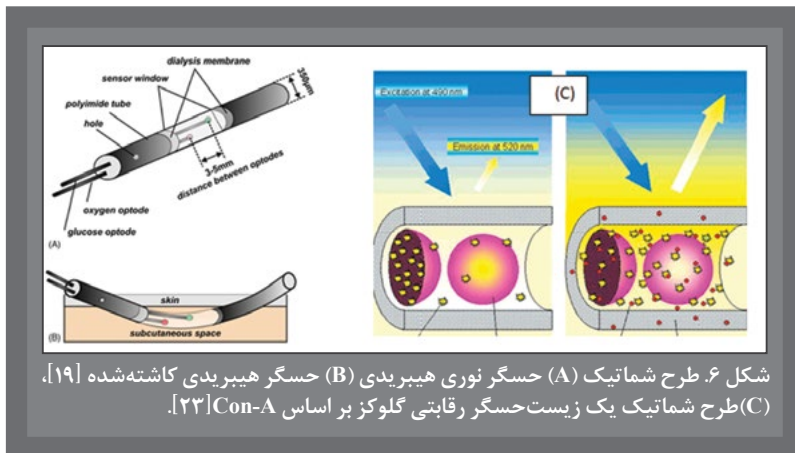 dialysis membrane
sensor window
polyimide tube
hole
350µm
3-5mm
distance between optodes
oxygen optode
glucose optode
(A)
skin
subcutaneous space
(B)
(C)
Excitation at 490 nm
Emission at 520 nm
شکل ۶. طرح شماتیک (A) حسگر نوری هیبریدی (B) حسگر هیبریدی کاشته‌شده [۱۹]،
(C)طرح شماتیک یک زیست‌حسگر رقابتی گلوکز بر اساس Con-A[۲۳].